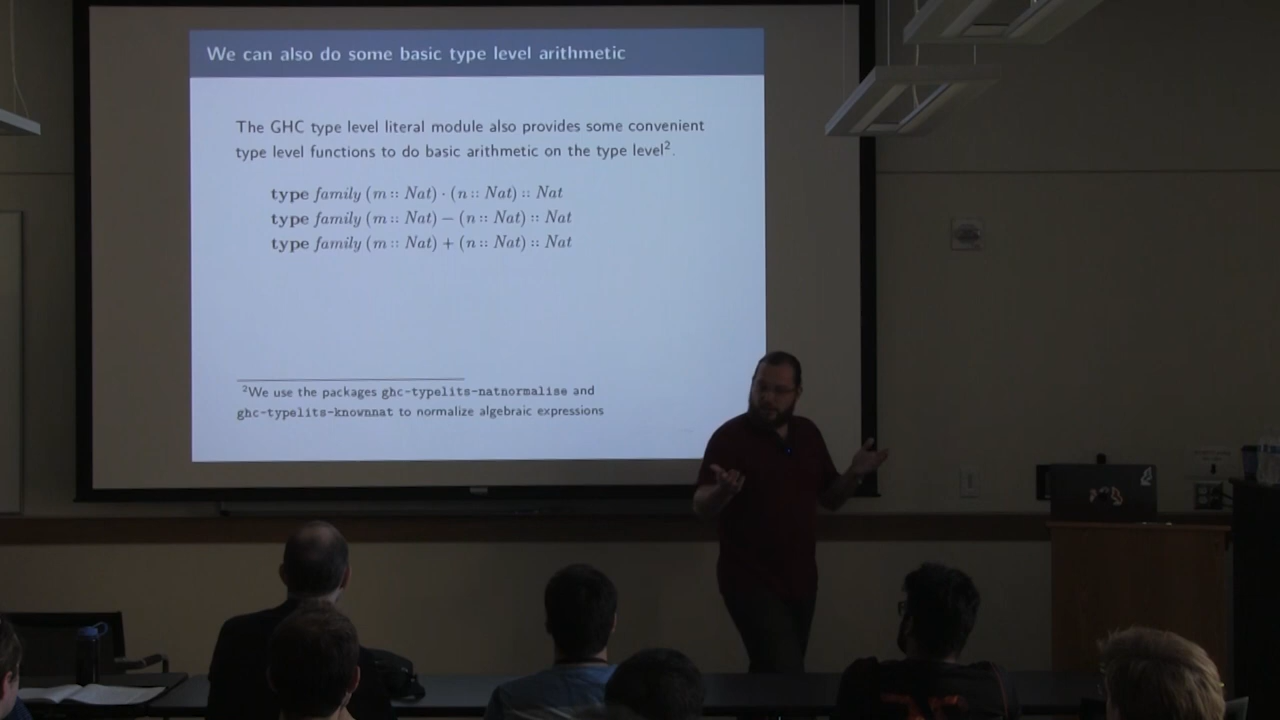 We can also do some basic type level arithmetic
The GHC type level literal module also provides some convenient
type level functions to do basic arithmetic on the type level².
type family (m :: Nat) · (n :: Nat) :: Nat
type family (m :: Nat) − (n :: Nat) :: Nat
type family (m :: Nat) + (n :: Nat) :: Nat
²We use the packages ghc-typelits-natnormalise and
ghc-typelits-knownnat to normalize algebraic expressions